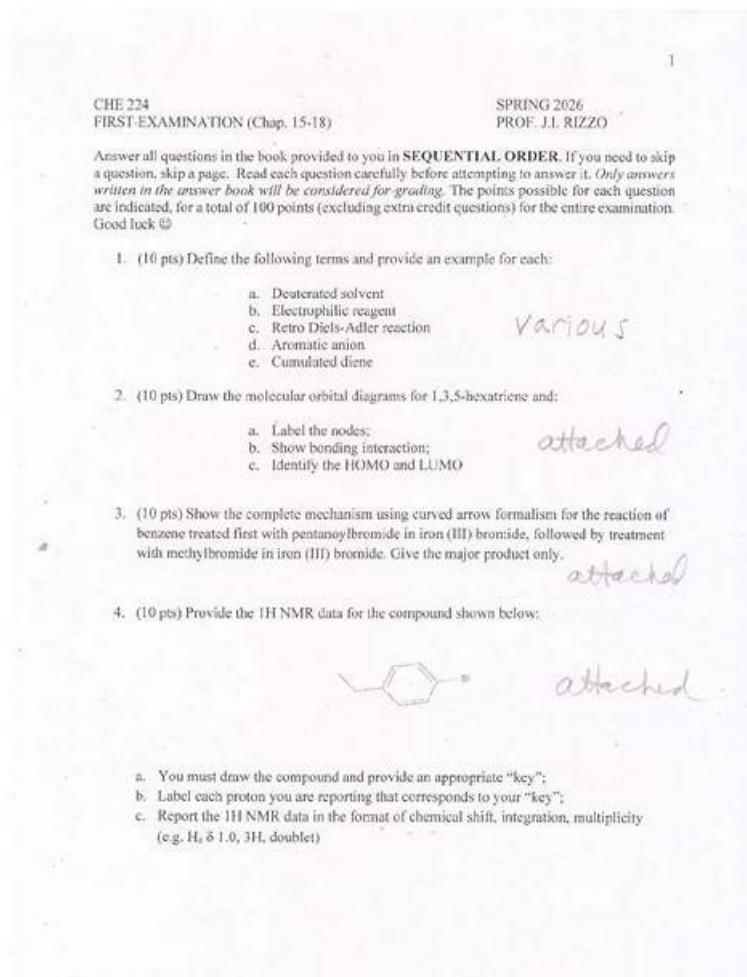 1
CHE 224 SPRING 2026
FIRST-EXAMINATION (Chap. 15-18) PROF. J.I. RIZZO
Answer all questions in the book provided to you in SEQUENTIAL ORDER. If you need to skip
a question, skip a page. Read each question carefully before attempting to answer it. Only answers
written in the answer book will be considered for grading. The points possible for each question
are indicated, for a total of 100 points (excluding extra credit questions) for the entire examination.
Good luck ☺
1. (10 pts) Define the following terms and provide an example for each:
a. Deuterated solvent
b. Electrophilic reagent
c. Retro Diels-Alder reaction
various
d. Aromatic anion
e. Cumulated diene
2. (10 pts) Draw the molecular orbital diagrams for 1,3,5-hexatriene and:
a. Label the nodes;
b. Show bonding interaction;
attached
c. Identify the HOMO and LUMO
3. (10 pts) Show the complete mechanism using curved arrow formalism for the reaction of
benzene treated first with pentanoylbromide in iron (III) bromide, followed by treatment
with methylbromide in iron (III) bromide. Give the major product only.
attached
4. (10 pts) Provide the 1H NMR data for the compound shown below:
attached
a. You must draw the compound and provide an appropriate “key”;
b. Label each proton you are reporting that corresponds to your “key”;
c. Report the 1H NMR data in the format of chemical shift, integration, multiplicity
(e.g. Hₐ δ 1.0, 3H, doublet)